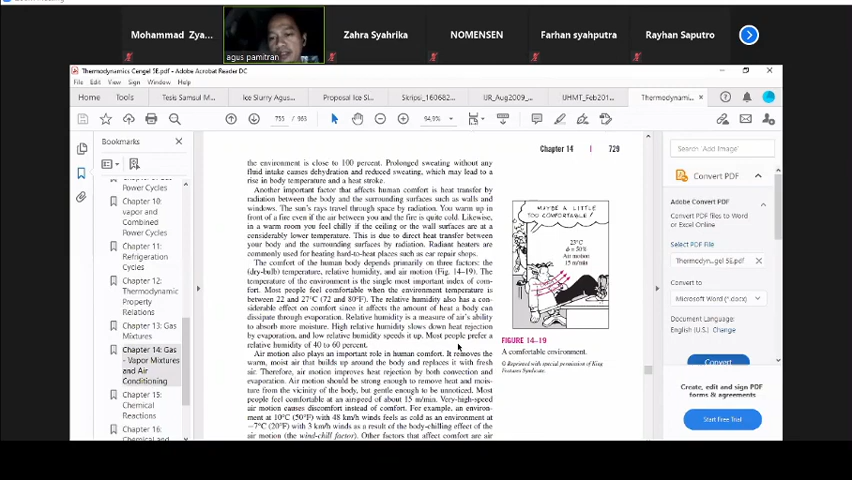 Mohammad Zya...
Zahra Syahrika
NOMENSEN
Farhan syahputra
Rayhan Saputro
agus pamitran
Thermodynamics Cengel 5E.pdf - Adobe Acrobat Reader DC
File Edit View Sign Window Help
Home Tools Tesis Samsul M... Ice Slurry Agus... Proposal Ice Sl... Skripsi_160682... UR_Aug2009_... UHMT_Feb201... Thermodynami...
755 / 963 94,9%
Bookmarks
Power Cycles
Chapter 10:
vapor and
Combined
Power Cycles
Chapter 11:
Refrigeration
Cycles
Chapter 12:
Thermodynamic
Property
Relations
Chapter 13: Gas
Mixtures
Chapter 14: Gas
- Vapor Mixtures
and Air
Conditioning
Chapter 15:
Chemical
Reactions
Chapter 16:
Chemical and
Chapter 14 | 729
the environment is close to 100 percent. Prolonged sweating without any
fluid intake causes dehydration and reduced sweating, which may lead to a
rise in body temperature and a heat stroke.
Another important factor that affects human comfort is heat transfer by
radiation between the body and the surrounding surfaces such as walls and
windows. The sun's rays travel through space by radiation. You warm up in
front of a fire even if the air between you and the fire is quite cold. Likewise,
in a warm room you feel chilly if the ceiling or the wall surfaces are at a
considerably lower temperature. This is due to direct heat transfer between
your body and the surrounding surfaces by radiation. Radiant heaters are
commonly used for heating hard-to-heat places such as car repair shops.
The comfort of the human body depends primarily on three factors: the
(dry-bulb) temperature, relative humidity, and air motion (Fig. 14–19). The
temperature of the environment is the single most important index of com-
fort. Most people feel comfortable when the environment temperature is
between 22 and 27°C (72 and 80°F). The relative humidity also has a con-
siderable effect on comfort since it affects the amount of heat a body can
dissipate through evaporation. Relative humidity is a measure of air's ability
to absorb more moisture. High relative humidity slows down heat rejection
by evaporation, and low relative humidity speeds it up. Most people prefer a
relative humidity of 40 to 60 percent.
Air motion also plays an important role in human comfort. It removes the
warm, moist air that builds up around the body and replaces it with fresh
air. Therefore, air motion improves heat rejection by both convection and
evaporation. Air motion should be strong enough to remove heat and mois-
ture from the vicinity of the body, but gentle enough to be unnoticed. Most
people feel comfortable at an airspeed of about 15 m/min. Very-high-speed
air motion causes discomfort instead of comfort. For example, an environ-
ment at 10°C (50°F) with 48 km/h winds feels as cold as an environment at
−7°C (20°F) with 3 km/h winds as a result of the body-chilling effect of the
air motion (the wind-chill factor). Other factors that affect comfort are air
MAYBE A LITTLE
TOO COMFORTABLE!
23°C
ϕ = 50%
Air motion
15 m/min
FIGURE 14–19
A comfortable environment.
© Reprinted with special permission of King
Features Syndicate.
Search 'Add Image'
Convert PDF
Adobe Convert PDF
Convert PDF Files to Word
or Excel Online
Select PDF File
Thermodyn...gel 5E.pdf
Convert to
Microsoft Word (*.docx)
Document Language:
English (U.S.) Change
Convert
Create, edit and sign PDF
forms & agreements
Start Free Trial